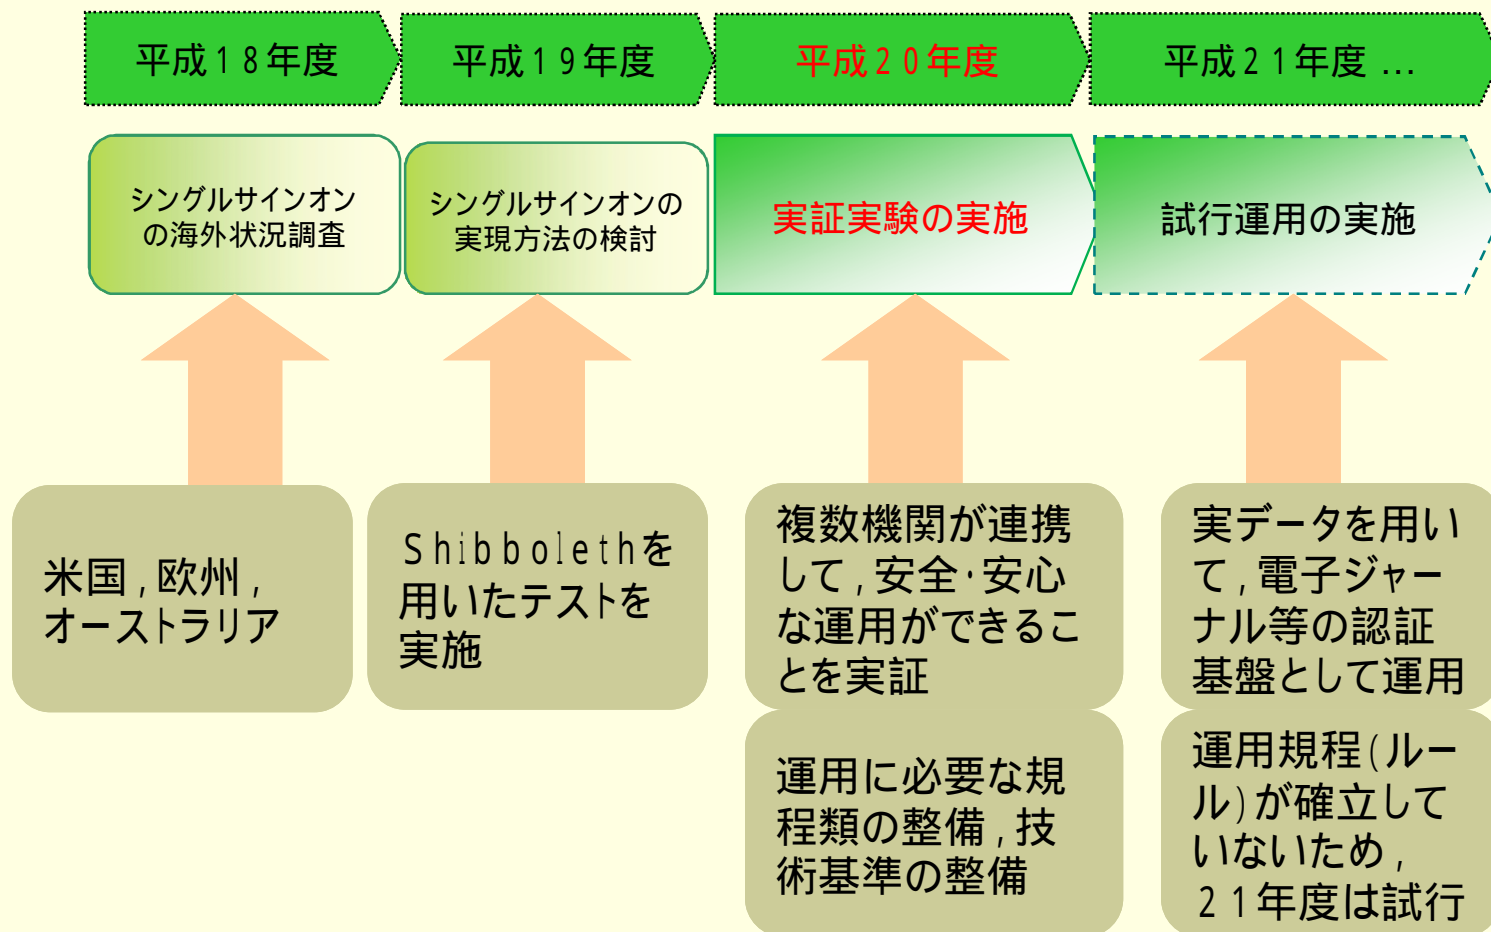 平成18年度
平成19年度
平成20年度
平成21年度 …
シングルサインオン
の海外状況調査
シングルサインオンの
実現方法の検討
実証実験の実施
試行運用の実施
米国,欧州,
オーストラリア
Shibbolethを
用いたテストを
実施
複数機関が連携
して,安全・安心
な運用ができるこ
とを実証
運用に必要な規
程類の整備,技
術基準の整備
実データを用い
て,電子ジャー
ナル等の認証
基盤として運用
運用規程(ルー
ル)が確立して
いないため,
21年度は試行